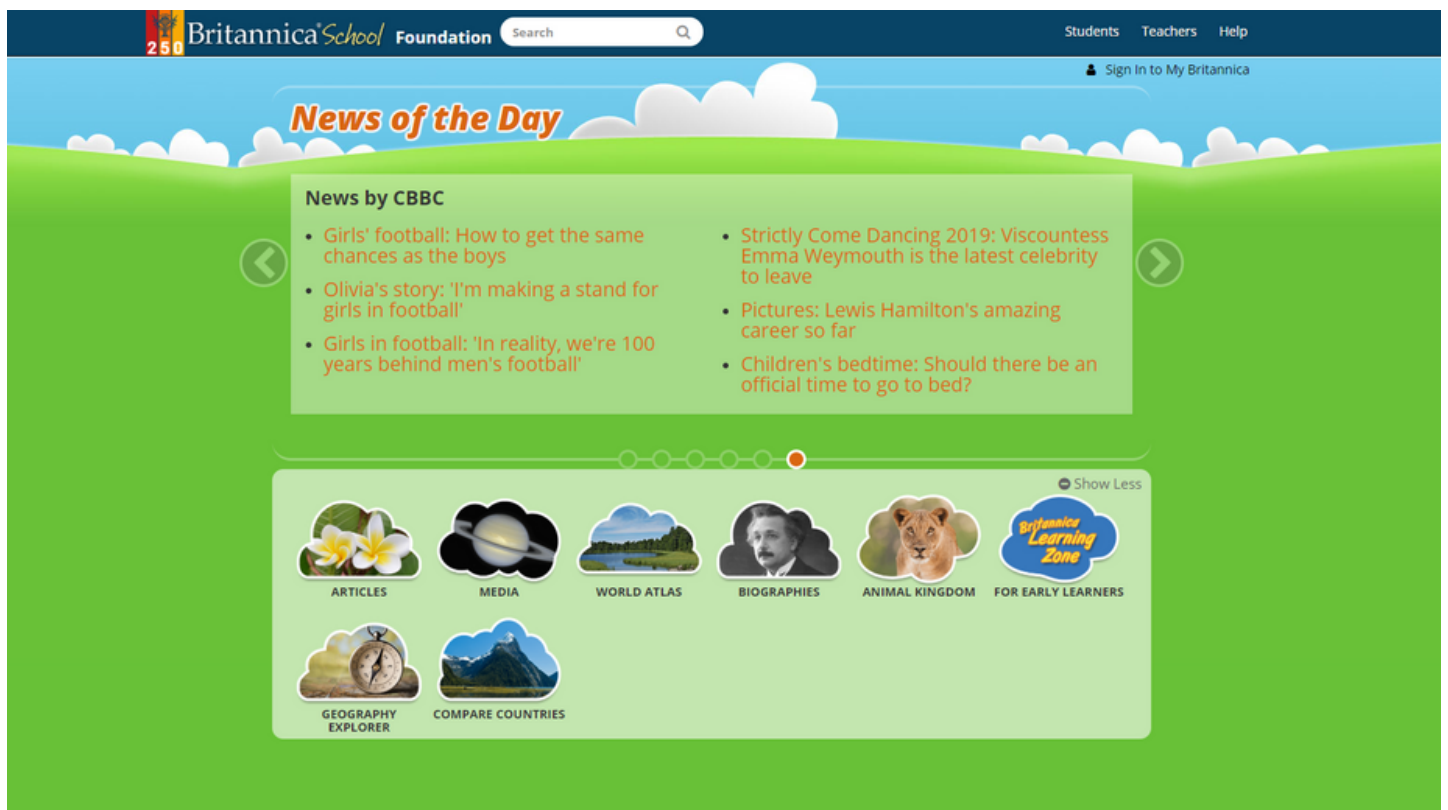 250 Britannica® School Foundation Search Students Teachers Help
Sign In to My Britannica
News of the Day
News by CBBC
Girls' football: How to get the same
chances as the boys
Olivia's story: 'I'm making a stand for
girls in football'
Girls in football: 'In reality, we're 100
years behind men's football'
Strictly Come Dancing 2019: Viscountess
Emma Weymouth is the latest celebrity
to leave
Pictures: Lewis Hamilton's amazing
career so far
Children's bedtime: Should there be an
official time to go to bed?
Show Less
Britannica
Learning
Zone
ARTICLES MEDIA WORLD ATLAS BIOGRAPHIES ANIMAL KINGDOM FOR EARLY LEARNERS
GEOGRAPHY
EXPLORER
COMPARE COUNTRIES